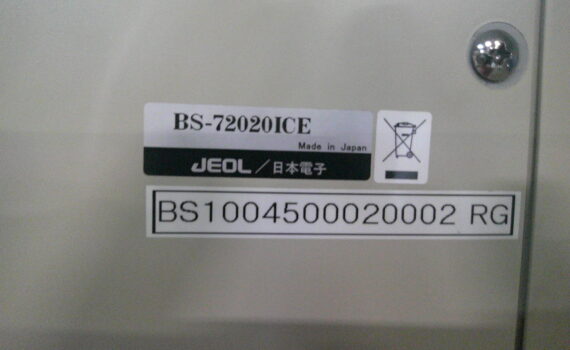 BS-72020ICE
Made in Japan
JEOL／日本電子
BS1004500020002 RG